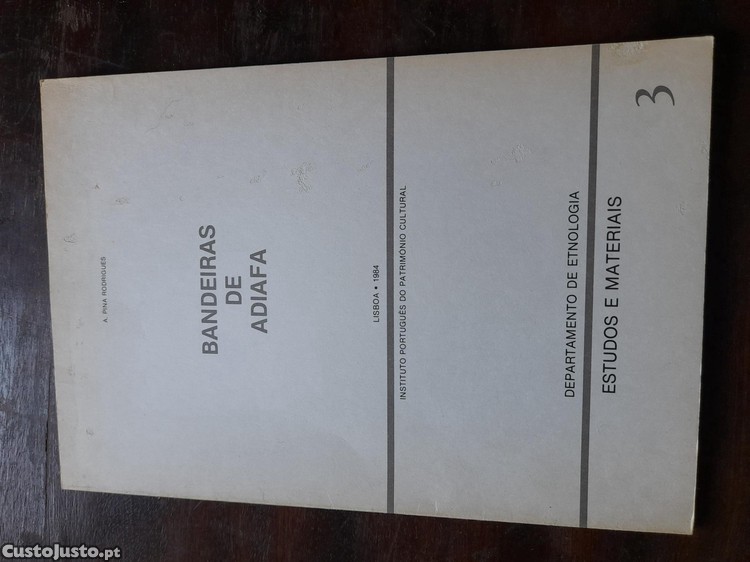 A. PINA RODRIGUES
BANDEIRAS
DE
ADIAFA
LISBOA • 1984
INSTITUTO PORTUGUÊS DO PATRIMÓNIO CULTURAL
DEPARTAMENTO DE ETNOLOGIA
ESTUDOS E MATERIAIS
3
CustoJusto.pt